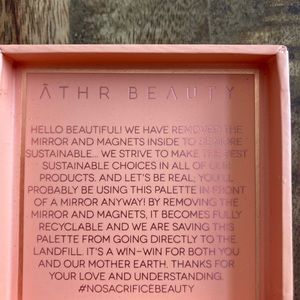 ĀTHR BEAUTY
HELLO BEAUTIFUL! WE HAVE REMOVED THE
MIRROR AND MAGNETS INSIDE TO BE MORE
SUSTAINABLE... WE STRIVE TO MAKE THE BEST
SUSTAINABLE CHOICES IN ALL OF OUR
PRODUCTS. AND LET'S BE REAL; YOU'LL
PROBABLY BE USING THIS PALETTE IN FRONT
OF A MIRROR ANYWAY! BY REMOVING THE
MIRROR AND MAGNETS, IT BECOMES FULLY
RECYCLABLE AND WE ARE SAVING THIS
PALETTE FROM GOING DIRECTLY TO THE
LANDFILL. IT'S A WIN-WIN FOR BOTH YOU
AND OUR MOTHER EARTH. THANKS FOR
YOUR LOVE AND UNDERSTANDING.
#NOSACRIFICEBEAUTY